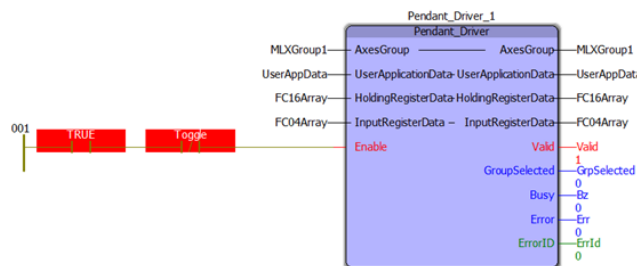 Pendant_Driver_1
Pendant_Driver
MLXGroup1 AxesGroup AxesGroup MLXGroup1
UserAppData UserApplicationData UserApplicationData UserAppData
FC16Array HoldingRegisterData HoldingRegisterData FC16Array
FC04Array InputRegisterData InputRegisterData FC04Array
001 TRUE Toggle Enable Valid Valid
1
GroupSelected GrpSelected
0
Busy Bz
0
Error Err
0
ErrorID ErrId
0